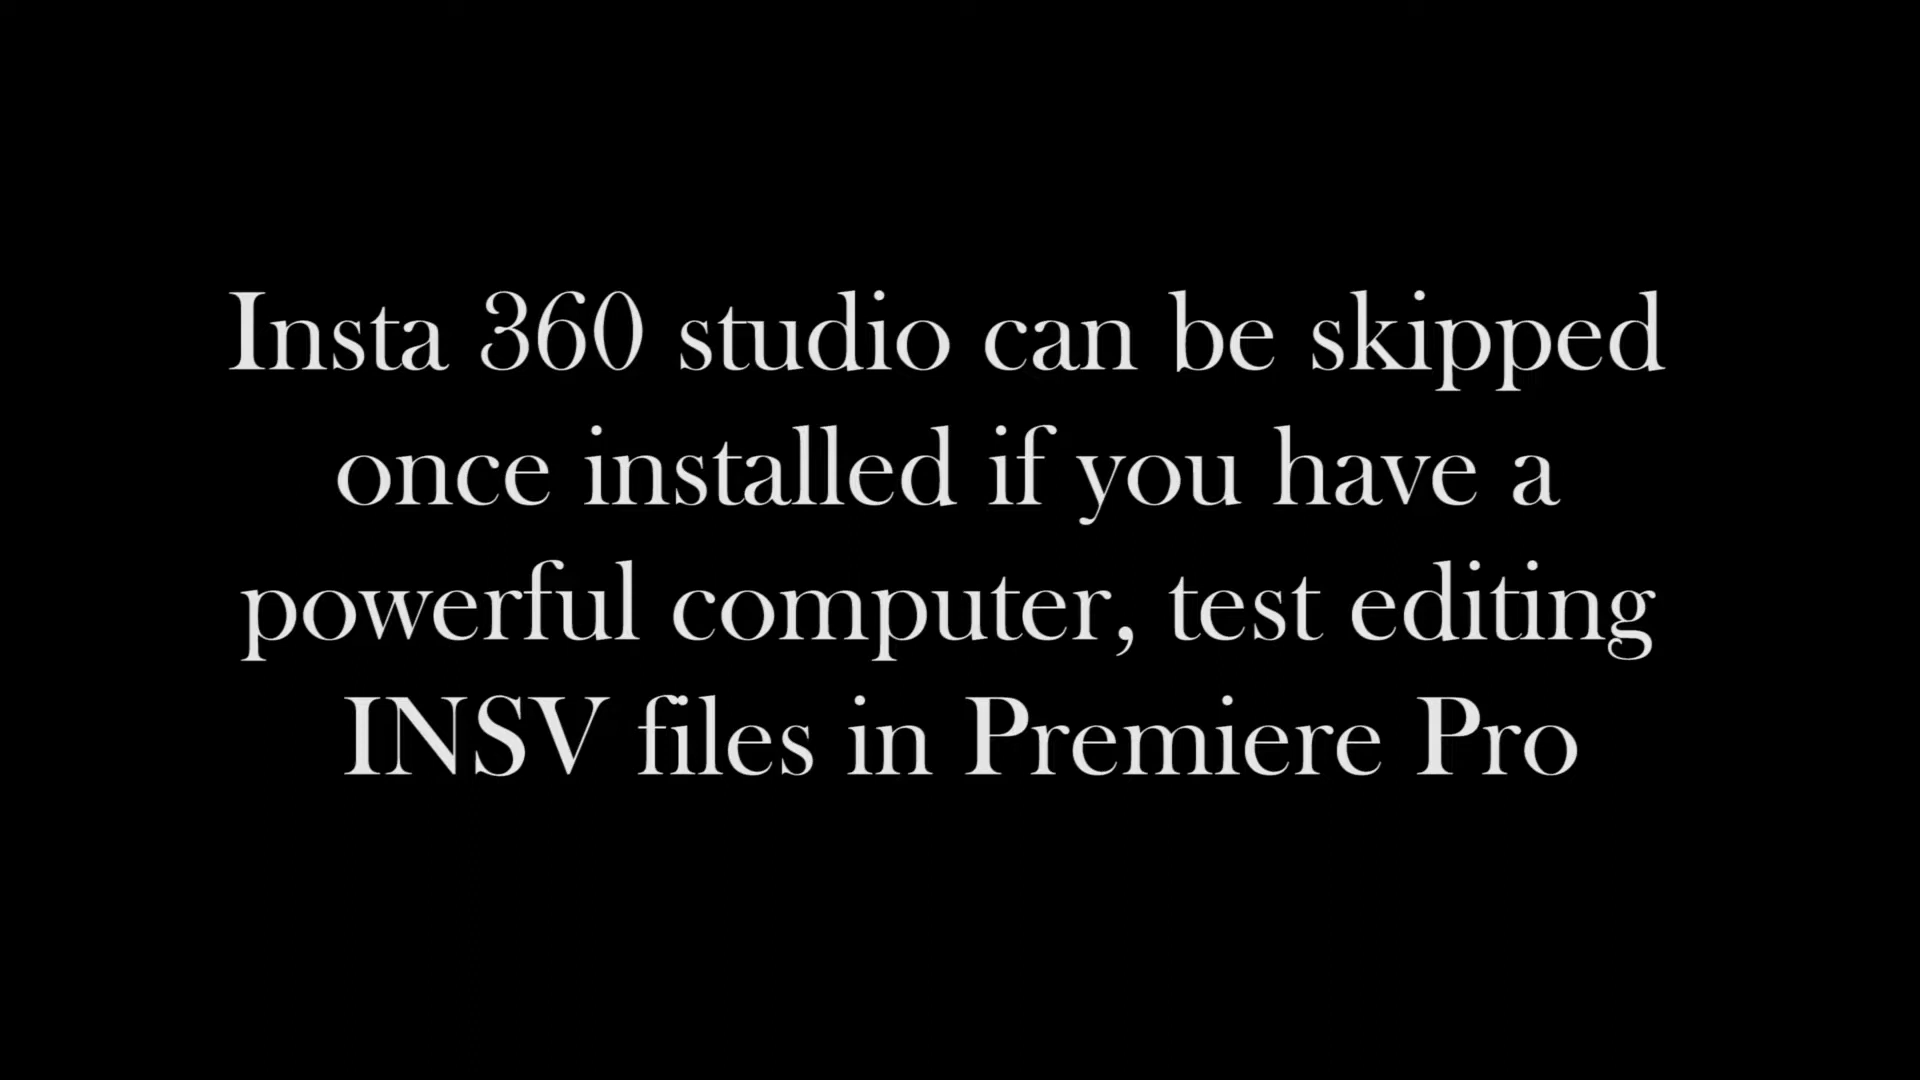 Insta 360 studio can be skipped
once installed if you have a
powerful computer, test editing
INSV files in Premiere Pro